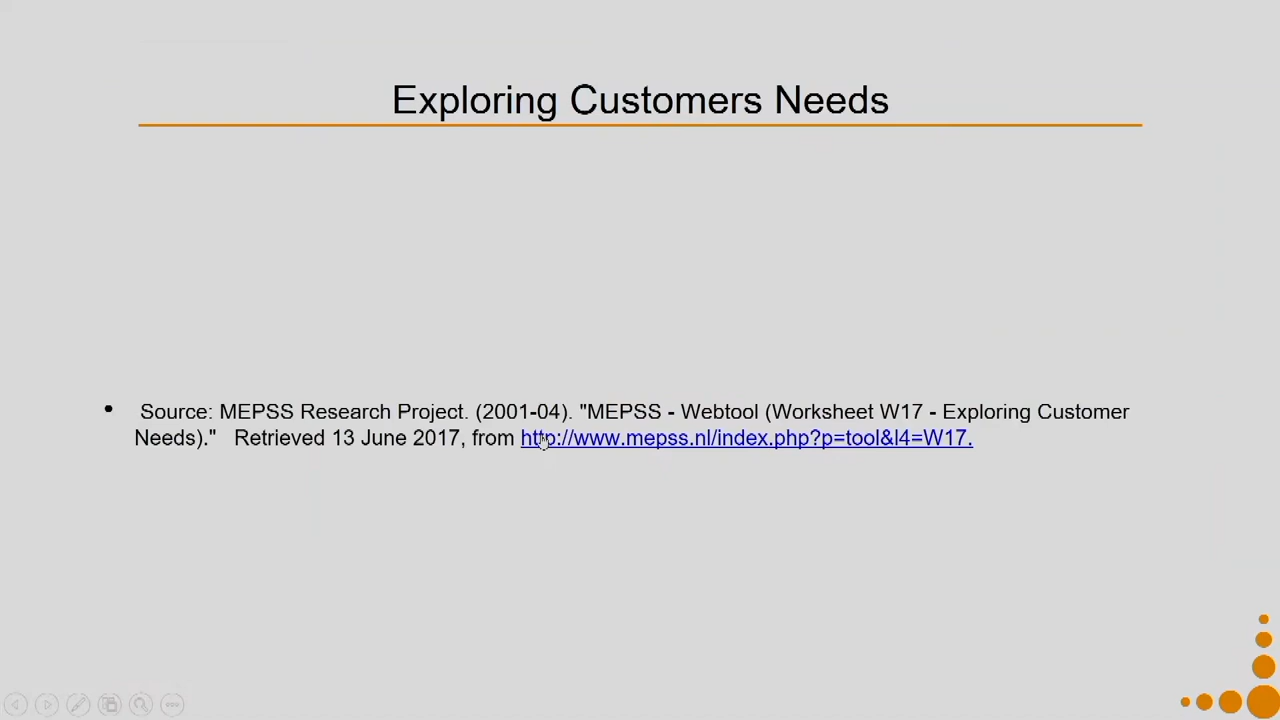 Exploring Customers Needs
• Source: MEPSS Research Project. (2001-04). "MEPSS - Webtool (Worksheet W17 - Exploring Customer
Needs)." Retrieved 13 June 2017, from http://www.mepss.nl/index.php?p=tool&l4=W17.